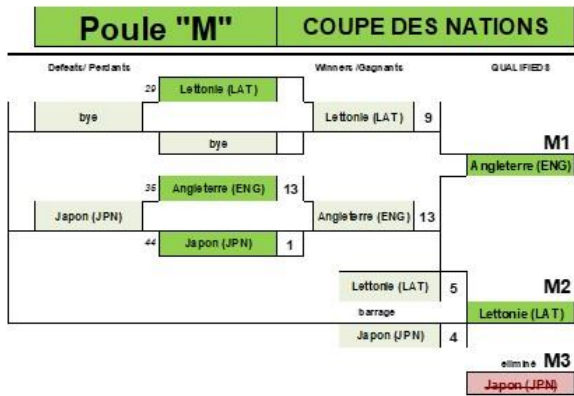 Poule "M" COUPE DES NATIONS
Defeats/ Perdants Winners /Gagnants QUALIFIEDS
29 Lettonie (LAT)
bye Lettonie (LAT) 9
bye M1
Angleterre (ENG)
36 Angleterre (ENG) 13
Japon (JPN) Angleterre (ENG) 13
44 Japon (JPN) 1
Lettonie (LAT) 5 M2
barrage Lettonie (LAT)
Japon (JPN) 4
eliminé M3
Japon (JPN)